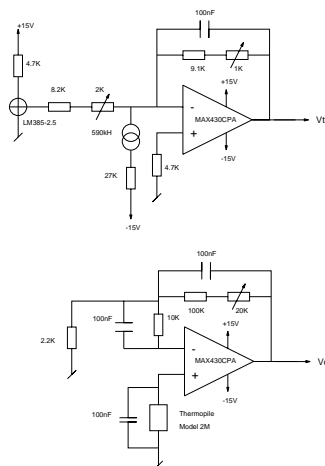 100nF
+15V
4.7K
9.1K
1K
8.2K
2K
+15V
LM385-2.5
-
MAX430CPA
Vt
590kH
+
27K
4.7K
-15V
-15V
100nF
100nF
10K
100K
20K
2.2K
+15V
-
MAX430CPA
+
-15V
100nF
Thermopile
Model 2M